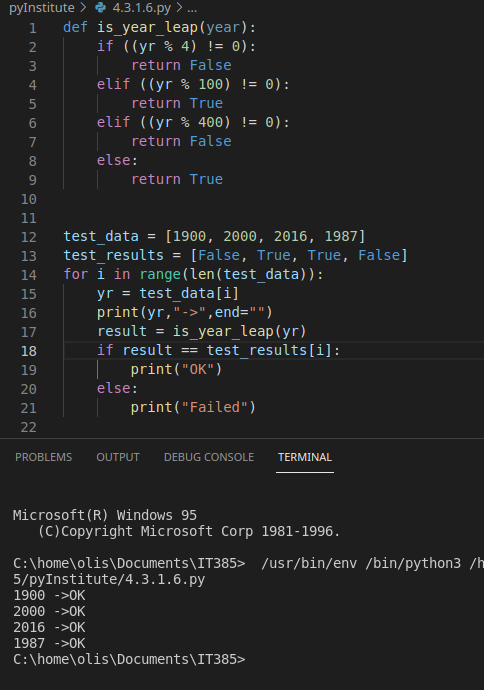 pyInstitute > 4.3.1.6.py > ...
1 def is_year_leap(year):
2     if ((yr % 4) != 0):
3         return False
4     elif ((yr % 100) != 0):
5         return True
6     elif ((yr % 400) != 0):
7         return False
8     else:
9         return True
10
11
12 test_data = [1900, 2000, 2016, 1987]
13 test_results = [False, True, True, False]
14 for i in range(len(test_data)):
15     yr = test_data[i]
16     print(yr,"->",end="")
17     result = is_year_leap(yr)
18     if result == test_results[i]:
19         print("OK")
20     else:
21         print("Failed")
22
PROBLEMS OUTPUT DEBUG CONSOLE TERMINAL
Microsoft(R) Windows 95
   (C)Copyright Microsoft Corp 1981-1996.
C:\home\olis\Documents\IT385>  /usr/bin/env /bin/python3 /h
5/pyInstitute/4.3.1.6.py
1900 ->OK
2000 ->OK
2016 ->OK
1987 ->OK
C:\home\olis\Documents\IT385>